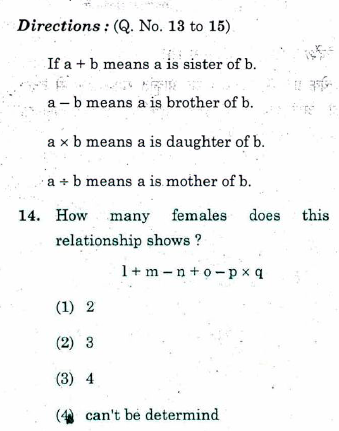 Directions : (Q. No. 13 to 15)
If a + b means a is sister of b.
a – b means a is brother of b.
a × b means a is daughter of b.
a ÷ b means a is mother of b.
14. How many females does this
relationship shows ?
l + m – n + o – p × q
(1) 2
(2) 3
(3) 4
(4) can't be determind